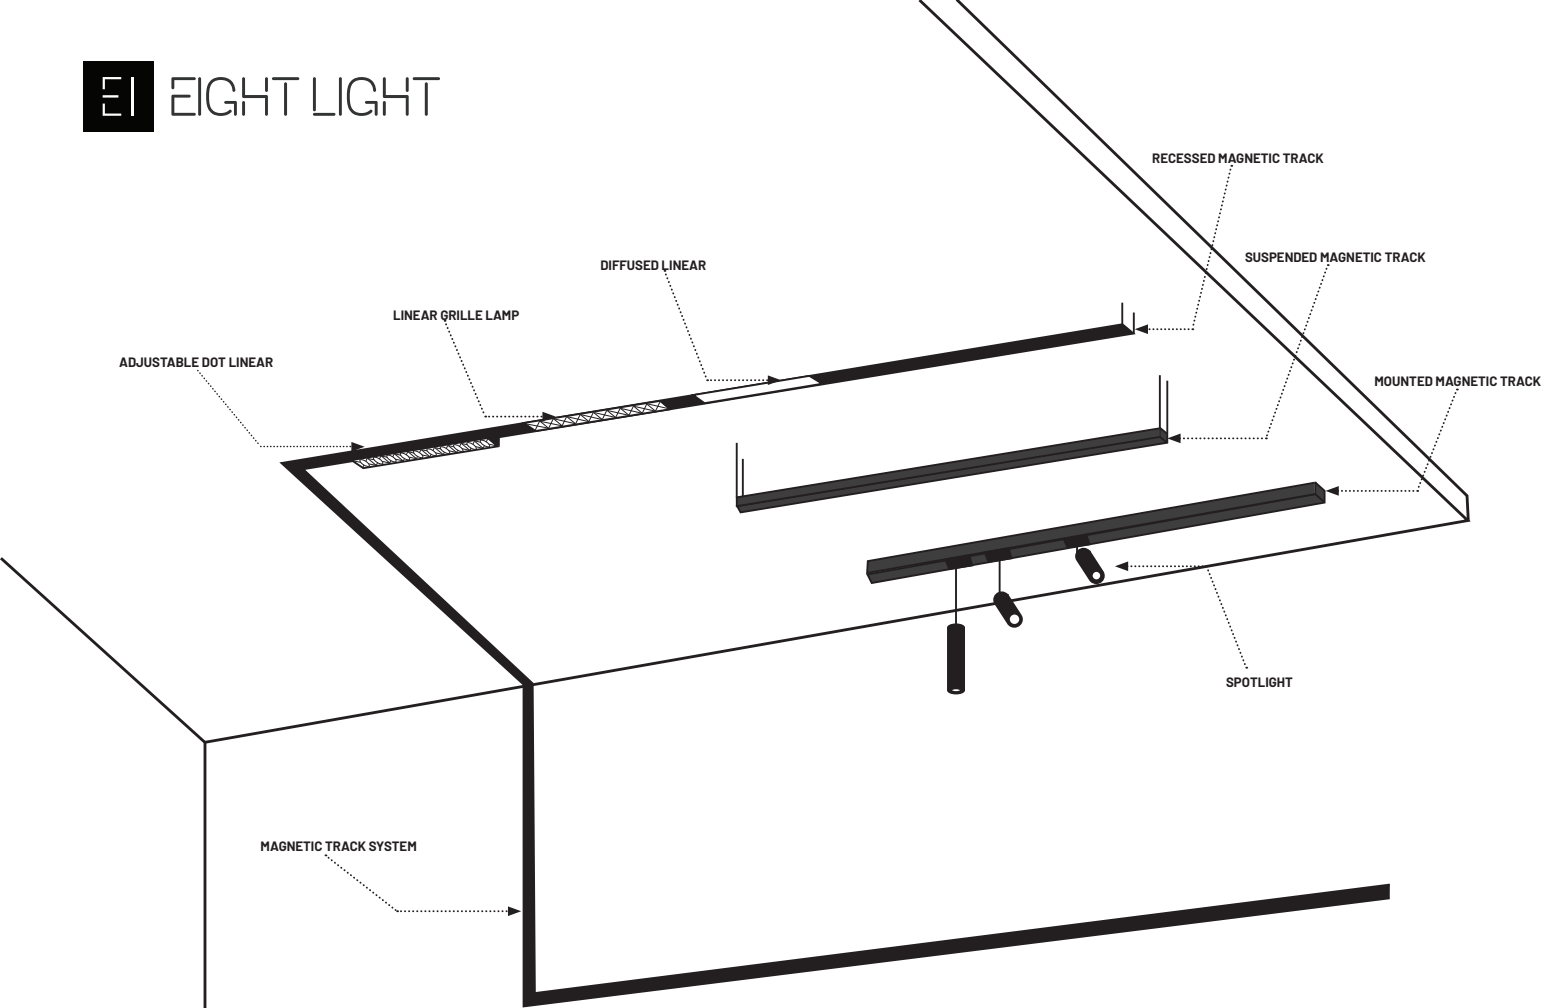 EI EIGHT LIGHT
RECESSED MAGNETIC TRACK
SUSPENDED MAGNETIC TRACK
DIFFUSED LINEAR
LINEAR GRILLE LAMP
ADJUSTABLE DOT LINEAR
MOUNTED MAGNETIC TRACK
SPOTLIGHT
MAGNETIC TRACK SYSTEM